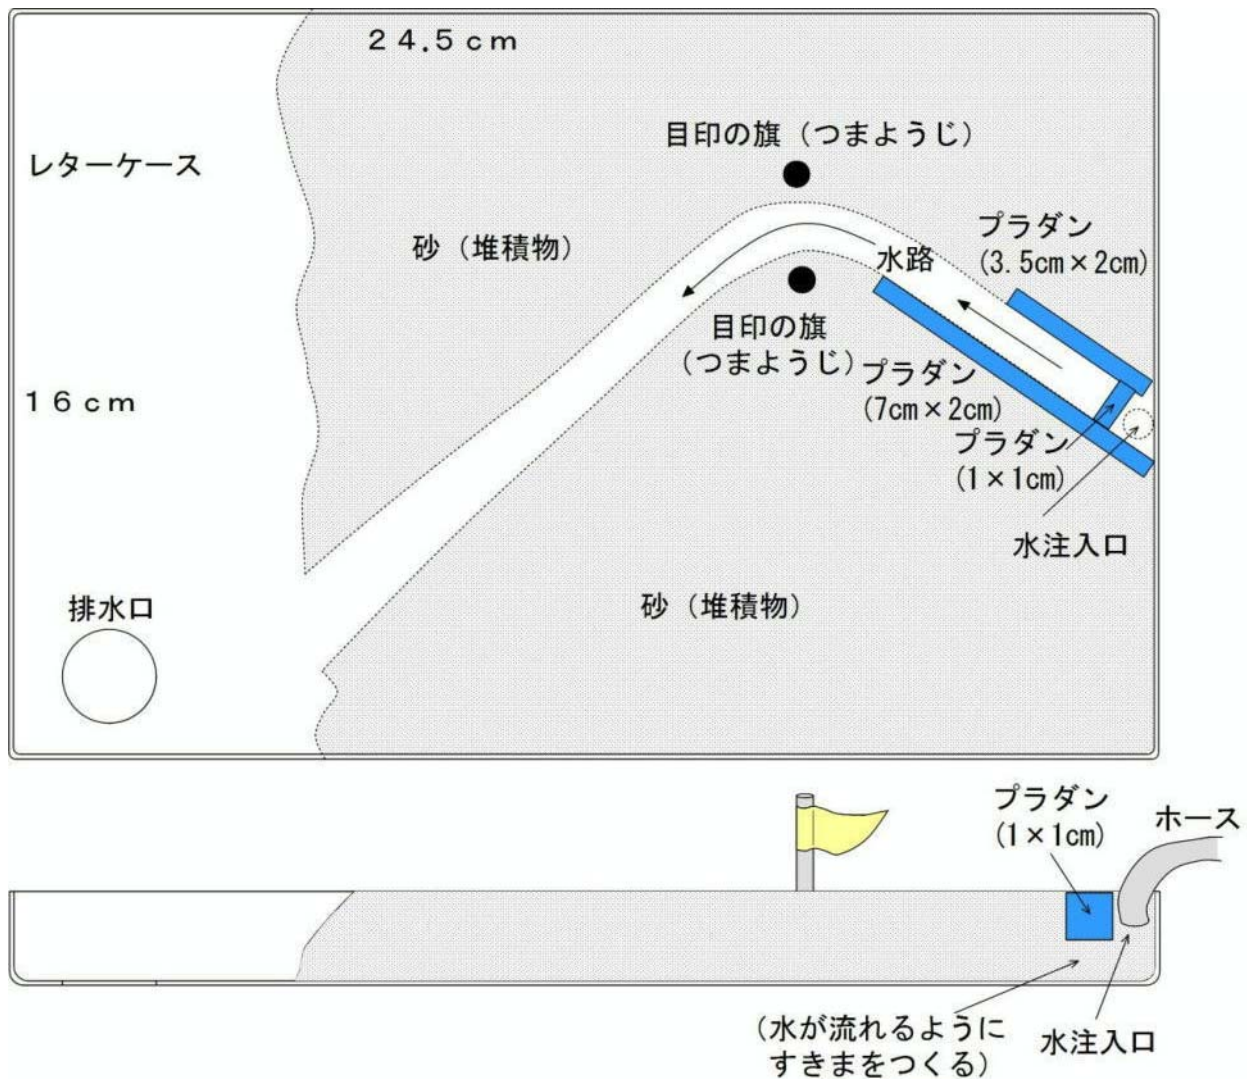 ２４.５ｃｍ
目印の旗（つまようじ）
レターケース
プラダン
(3.5cm×2cm)
砂（堆積物）
水路
目印の旗
（つまようじ）
プラダン
(7cm×2cm)
１６ｃｍ
プラダン
(1×1cm)
水注入口
排水口
砂（堆積物）
プラダン
(1×1cm)
ホース
（水が流れるように
すきまをつくる）
水注入口